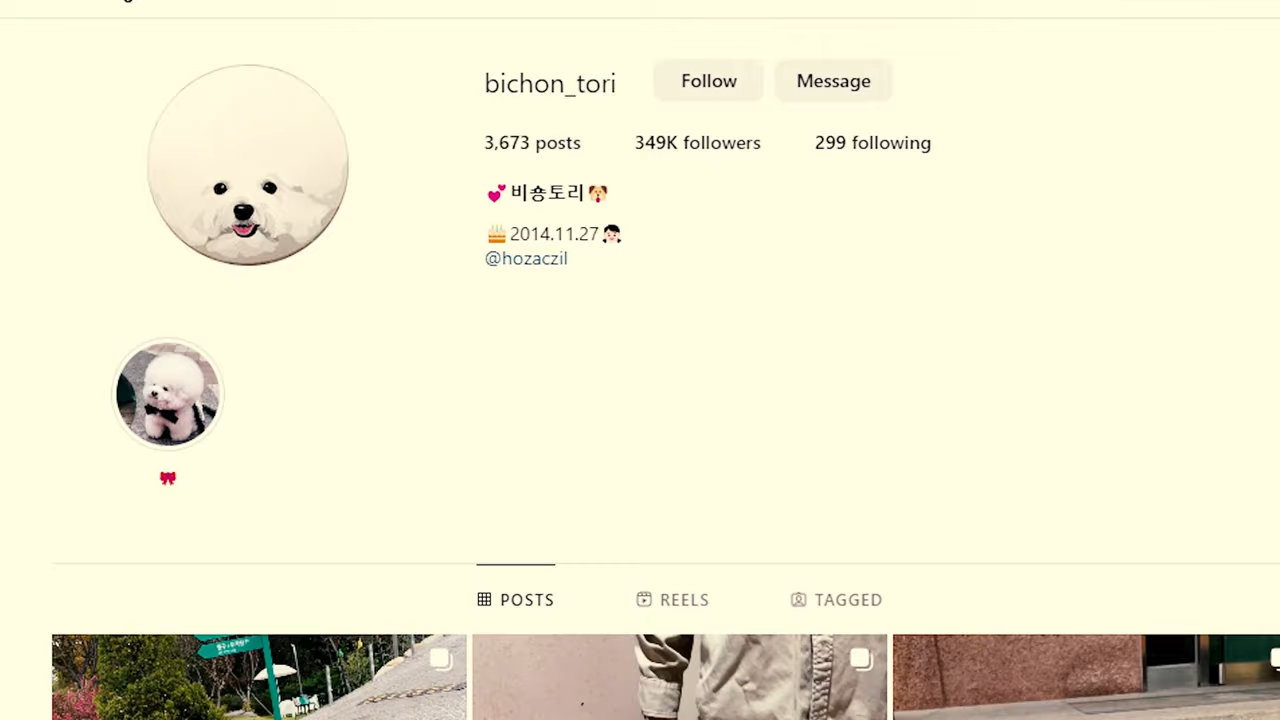 bichon_tori Follow Message
3,673 posts 349K followers 299 following
💕비숑토리🐶
🎂2014.11.27👧🏻
@hozaczil
🎀
POSTS REELS TAGGED